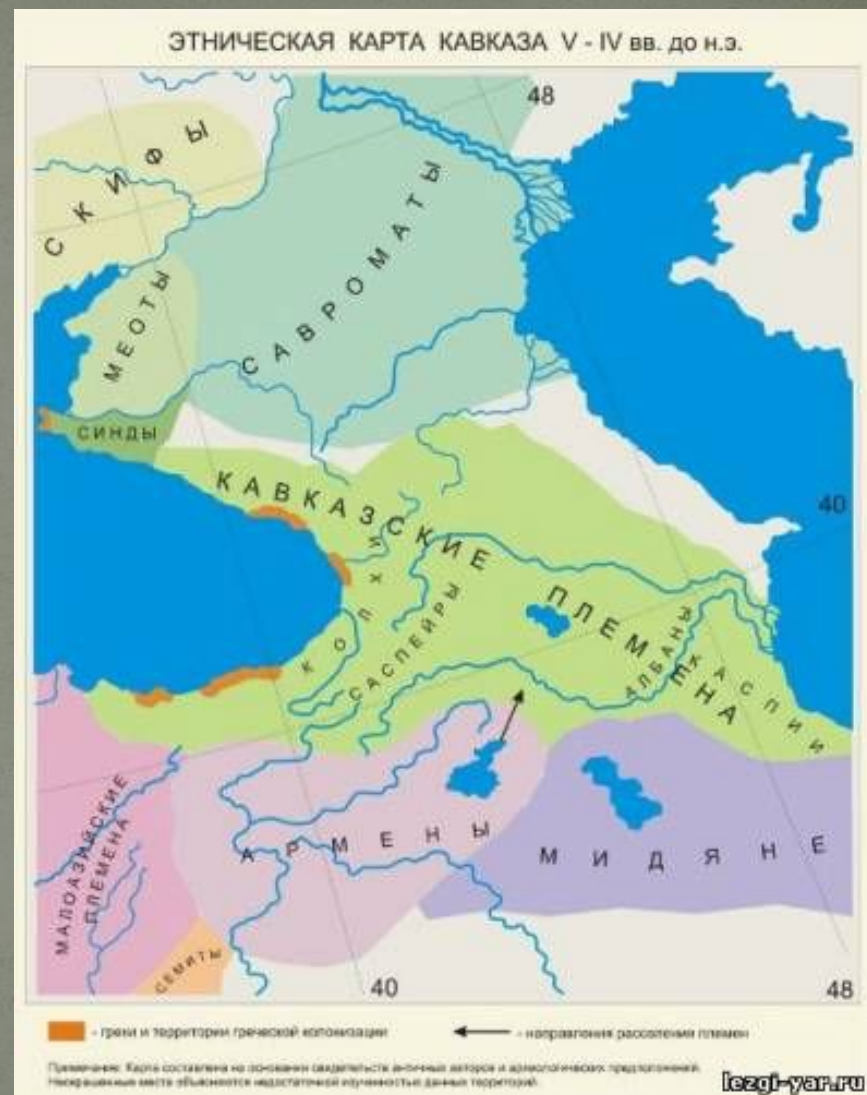 ЭТНИЧЕСКАЯ КАРТА КАВКАЗА V - IV вв. до н.э.
48
СКИФЫ
САВРОМАТЫ
МЕОТЫ
СИНДЫ
40
КАВКАЗСКИЕ ПЛЕМЕНА
КОЛХИ
САСПЕЙРЫ
АЛБАНЫ
КАСПИИ
МАЛОАЗИЙСКИЕ
ПЛЕМЕНА
АРМЕНЫ
МИДЯНЕ
СЕМИТЫ
40
48
- греки и территории греческой колонизации
- направления расселения племен
Примечание: Карта составлена на основании свидетельств античных авторов и археологических предположений.
Неокрашенные места объясняются недостаточной изученностью данных территорий.
lezgi-yar.ru